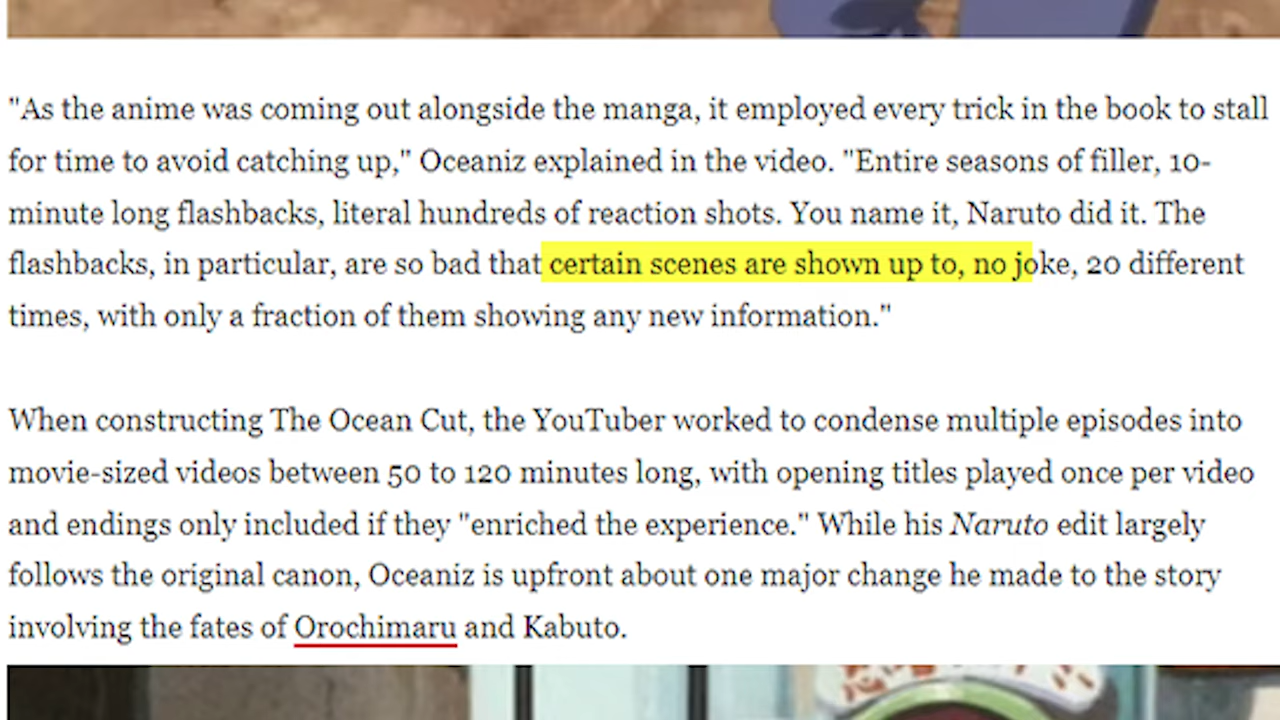 "As the anime was coming out alongside the manga, it employed every trick in the book to stall
for time to avoid catching up," Oceaniz explained in the video. "Entire seasons of filler, 10-
minute long flashbacks, literal hundreds of reaction shots. You name it, Naruto did it. The
flashbacks, in particular, are so bad that certain scenes are shown up to, no joke, 20 different
times, with only a fraction of them showing any new information."
When constructing The Ocean Cut, the YouTuber worked to condense multiple episodes into
movie-sized videos between 50 to 120 minutes long, with opening titles played once per video
and endings only included if they "enriched the experience." While his Naruto edit largely
follows the original canon, Oceaniz is upfront about one major change he made to the story
involving the fates of Orochimaru and Kabuto.